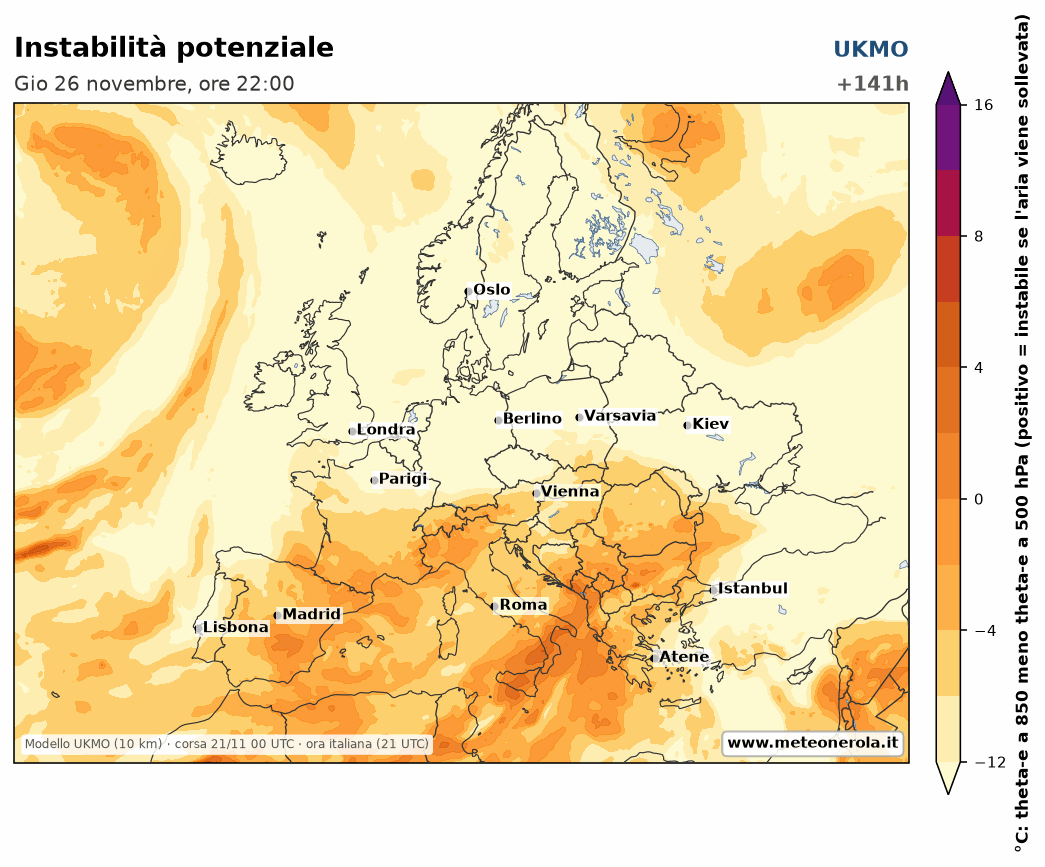 Instabilità potenziale
UKMO
Gio 26 novembre, ore 22:00
+141h
Oslo
Londra
Berlino
Varsavia
Kiev
Parigi
Vienna
Istanbul
Roma
Madrid
Lisbona
Atene
Modello UKMO (10 km) · corsa 21/11 00 UTC · ora italiana (21 UTC)
www.meteonerola.it
16
8
4
0
−4
−12
°C: theta-e a 850 meno theta-e a 500 hPa (positivo = instabile se l'aria viene sollevata)